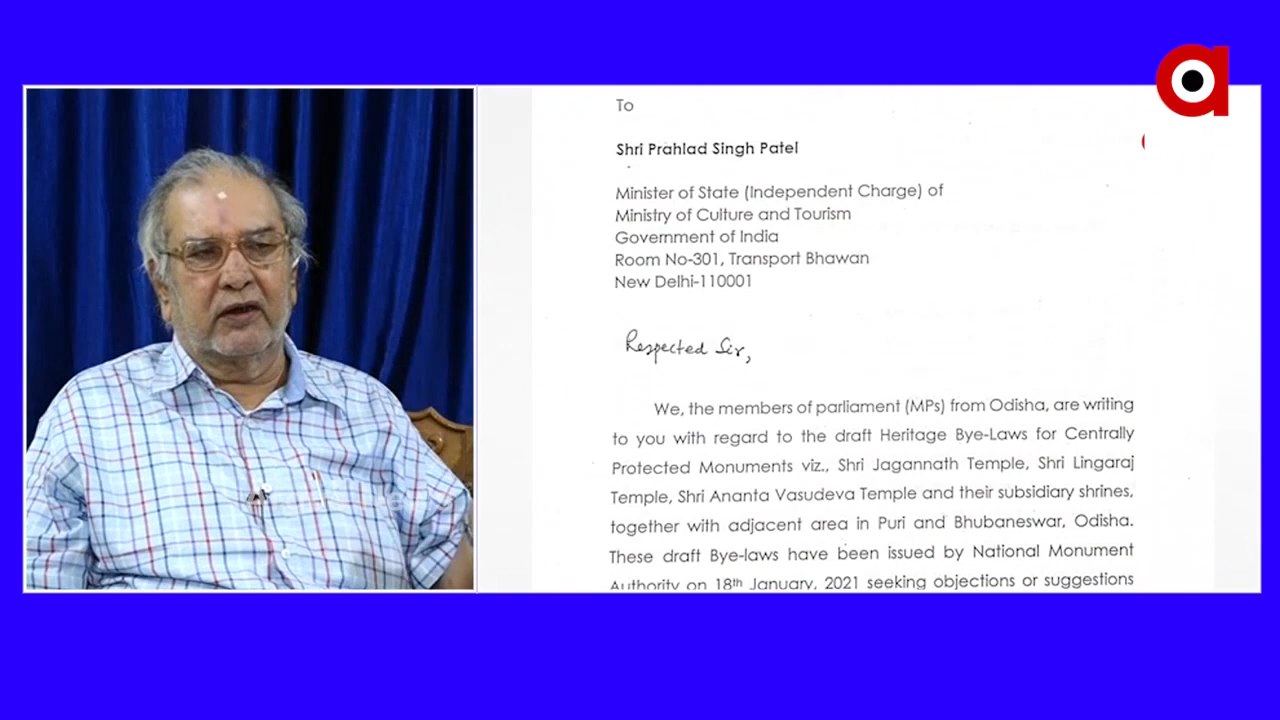 To
Shri Prahlad Singh Patel
Minister of State (Independent Charge) of
Ministry of Culture and Tourism
Government of India
Room No-301, Transport Bhawan
New Delhi-110001
Respected Sir,
We, the members of parliament (MPs) from Odisha, are writing
to you with regard to the draft Heritage Bye-Laws for Centrally
Protected Monuments viz., Shri Jagannath Temple, Shri Lingaraj
Temple, Shri Ananta Vasudeva Temple and their subsidiary shrines,
together with adjacent area in Puri and Bhubaneswar, Odisha.
These draft Bye-laws have been issued by National Monument
Authority on 18th January, 2021 seeking objections or suggestions